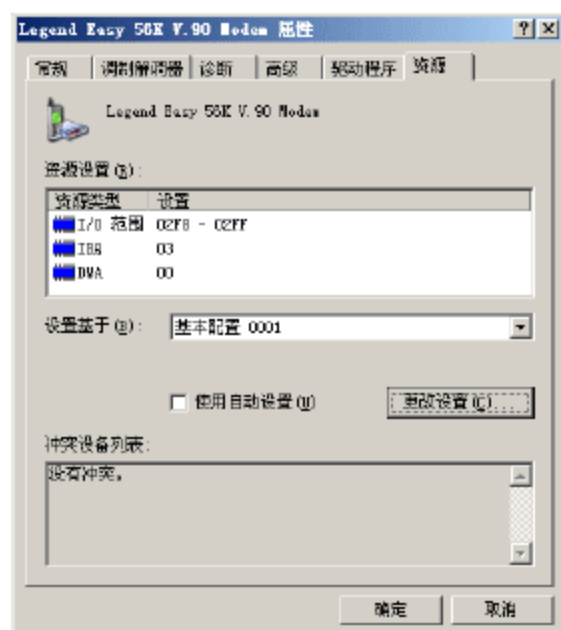 Legend Easy 56K V.90 Modem 属性
常规 调制解调器 诊断 高级 驱动程序 资源
Legend Easy 56K V.90 Modem
资源设置(R):
资源类型 设置
I/O 范围 02F8 - 02FF
IRQ 03
DMA 00
设置基于(B): 基本配置 0001
使用自动设置(U) 更改设置(C)...
冲突设备列表:
没有冲突。
确定 取消